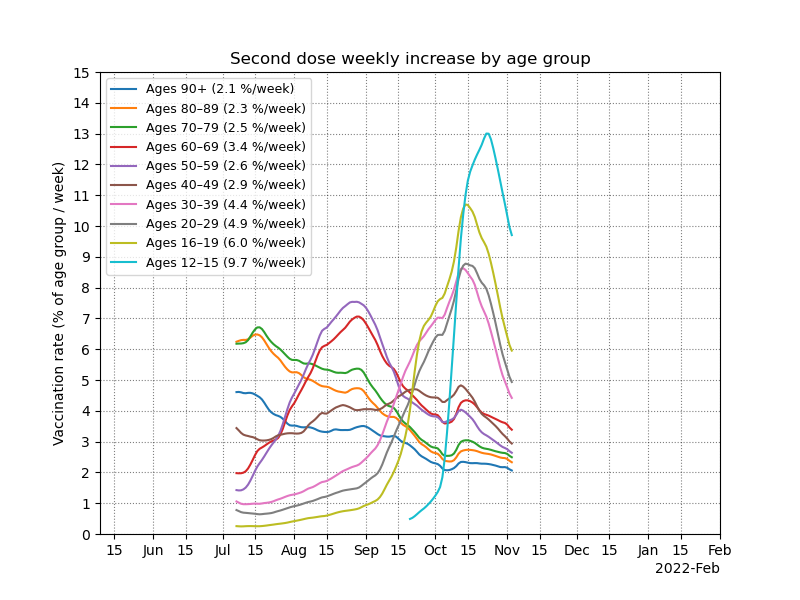 Second dose weekly increase by age group
Vaccination rate (% of age group / week)
15
14
13
12
11
10
9
8
7
6
5
4
3
2
1
0
Ages 90+ (2.1 %/week)
Ages 80–89 (2.3 %/week)
Ages 70–79 (2.5 %/week)
Ages 60–69 (3.4 %/week)
Ages 50–59 (2.6 %/week)
Ages 40–49 (2.9 %/week)
Ages 30–39 (4.4 %/week)
Ages 20–29 (4.9 %/week)
Ages 16–19 (6.0 %/week)
Ages 12–15 (9.7 %/week)
15 Jun 15 Jul 15 Aug 15 Sep 15 Oct 15 Nov 15 Dec 15 Jan 15 Feb
2022-Feb